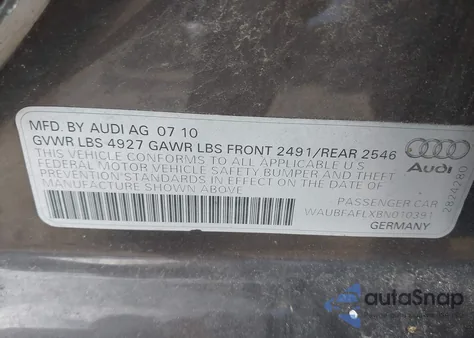 MFD. BY AUDI AG 07 10
GVWR LBS 4927 GAWR LBS FRONT 2491/REAR 2546
THIS VEHICLE CONFORMS TO ALL APPLICABLE U.S.
FEDERAL MOTOR VEHICLE SAFETY BUMPER AND THEFT
PREVENTION STANDARDS IN EFFECT ON THE DATE OF
MANUFACTURE SHOWN ABOVE
Audi
2824280
PASSENGER CAR
WAUBFAFLXBN010391
GERMANY
autoSnap